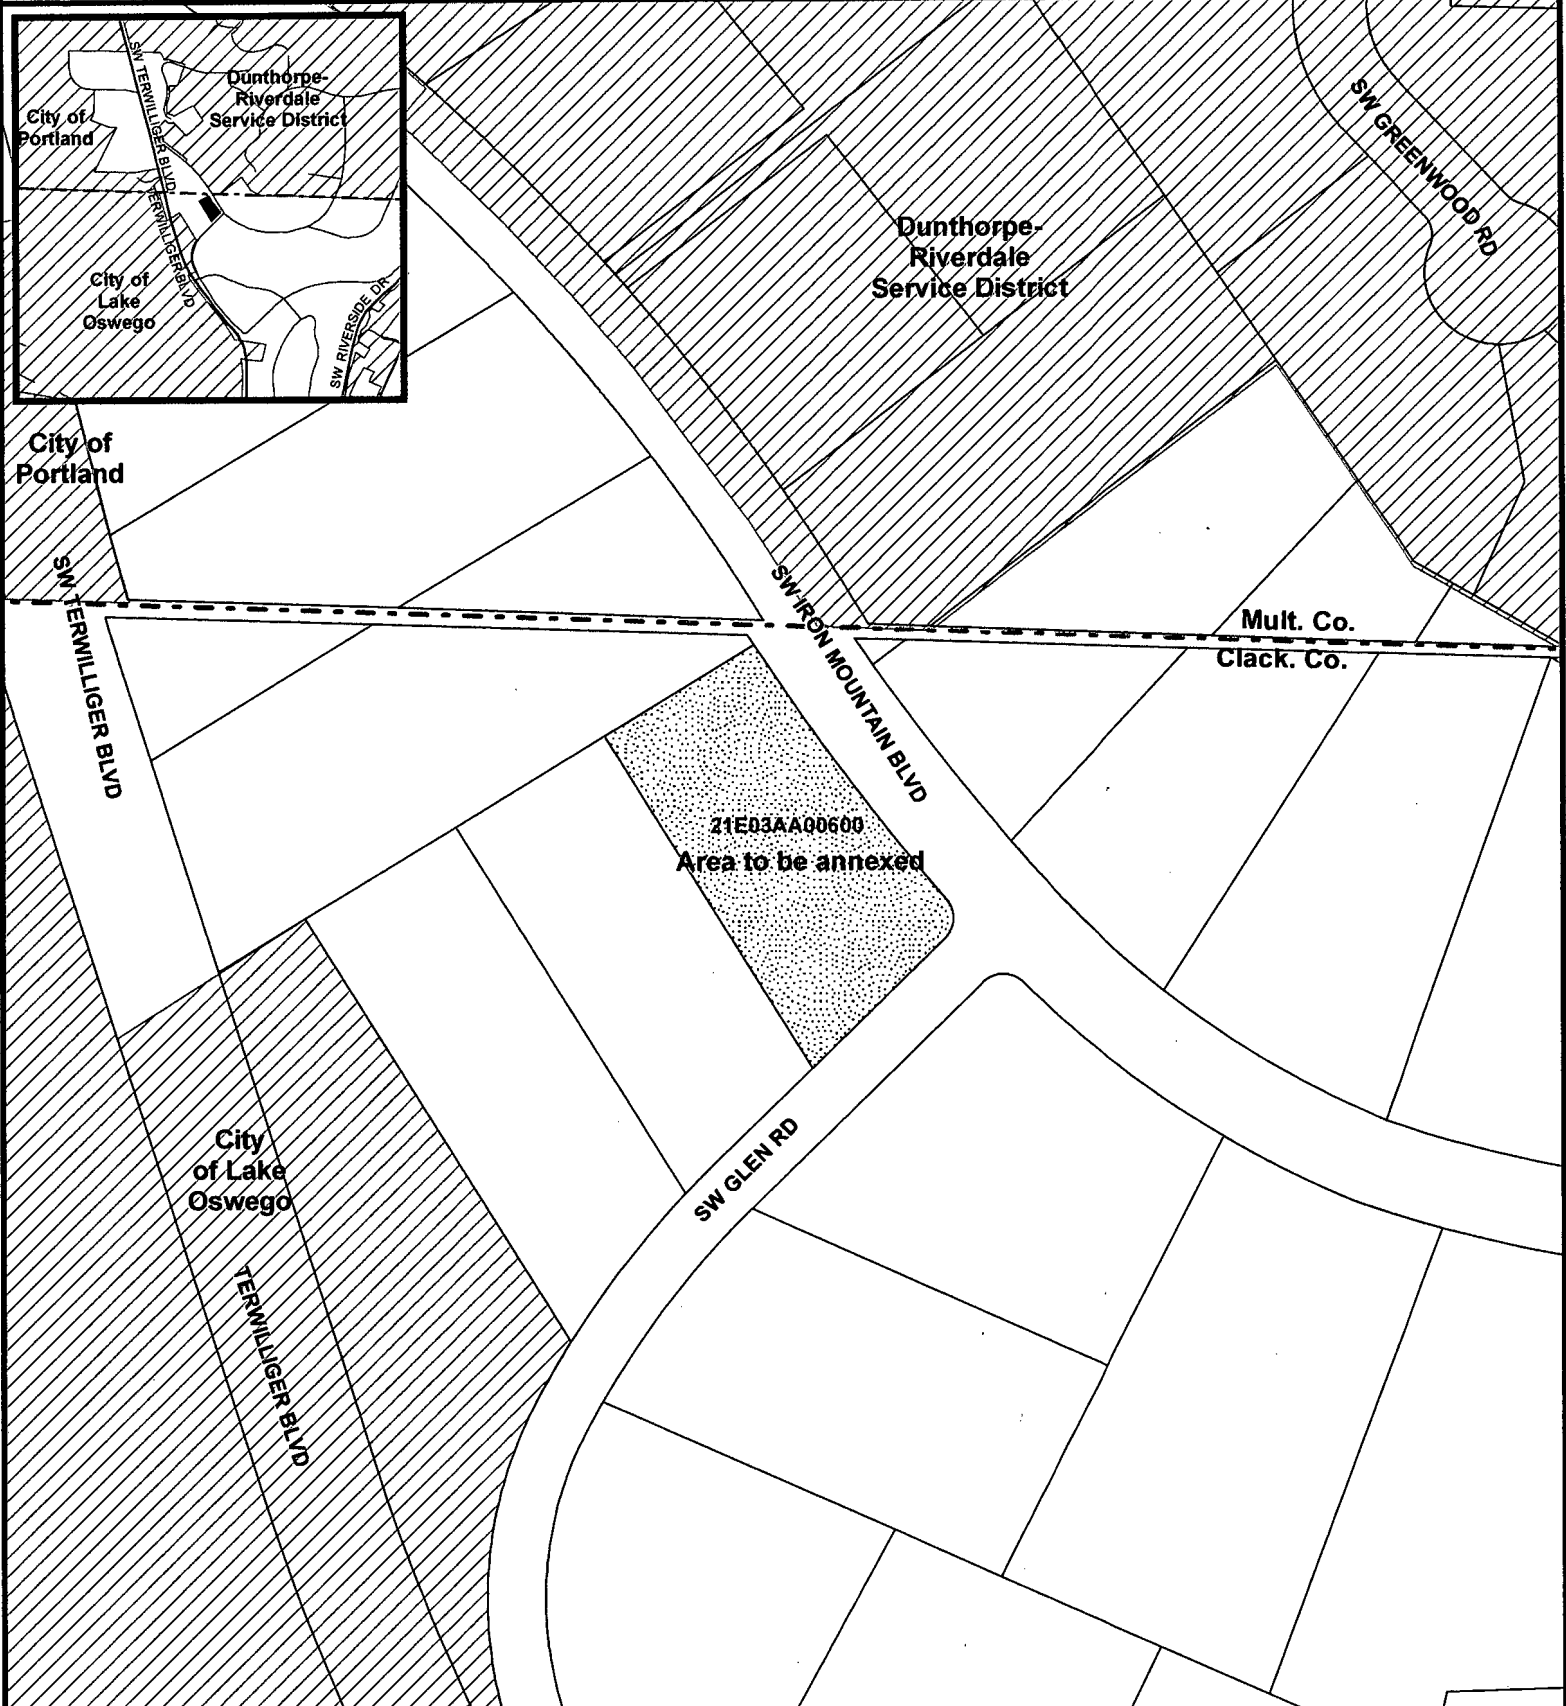 SW TERWILLIGER BLVD
Dunthorpe-
Riverdale
Service District
City of
Portland
TERWILLIGER BLVD
City of
Lake
Oswego
SW RIVERSIDE DR
SW GREENWOOD RD
Dunthorpe-
Riverdale
Service District
City of
Portland
SW TERWILLIGER BLVD
SW IRON MOUNTAIN BLVD
Mult. Co.
Clack. Co.
21E03AA00600
Area to be annexed
City
of Lake
Oswego
SW GLEN RD
TERWILLIGER BLVD